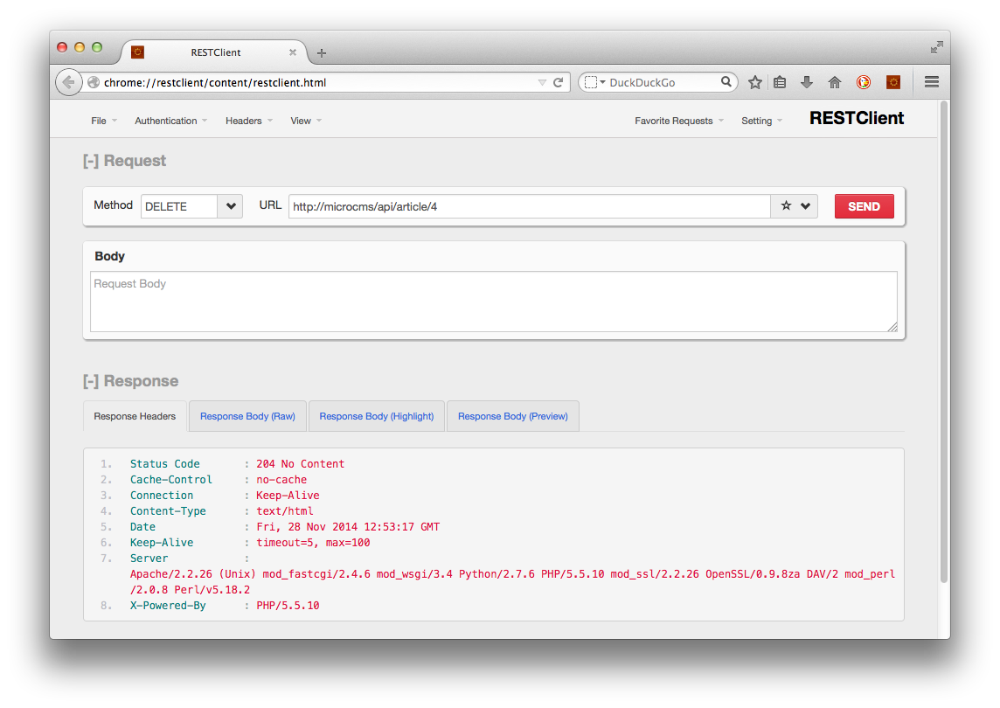 RESTClient
chrome://restclient/content/restclient.html
DuckDuckGo
File Authentication Headers View Favorite Requests Setting RESTClient
[-] Request
Method DELETE URL http://microcms/api/article/4 SEND
Body
Request Body
[-] Response
Response Headers Response Body (Raw) Response Body (Highlight) Response Body (Preview)
1. Status Code : 204 No Content
2. Cache-Control : no-cache
3. Connection : Keep-Alive
4. Content-Type : text/html
5. Date : Fri, 28 Nov 2014 12:53:17 GMT
6. Keep-Alive : timeout=5, max=100
7. Server :
Apache/2.2.26 (Unix) mod_fastcgi/2.4.6 mod_wsgi/3.4 Python/2.7.6 PHP/5.5.10 mod_ssl/2.2.26 OpenSSL/0.9.8za DAV/2 mod_perl
/2.0.8 Perl/v5.18.2
8. X-Powered-By : PHP/5.5.10